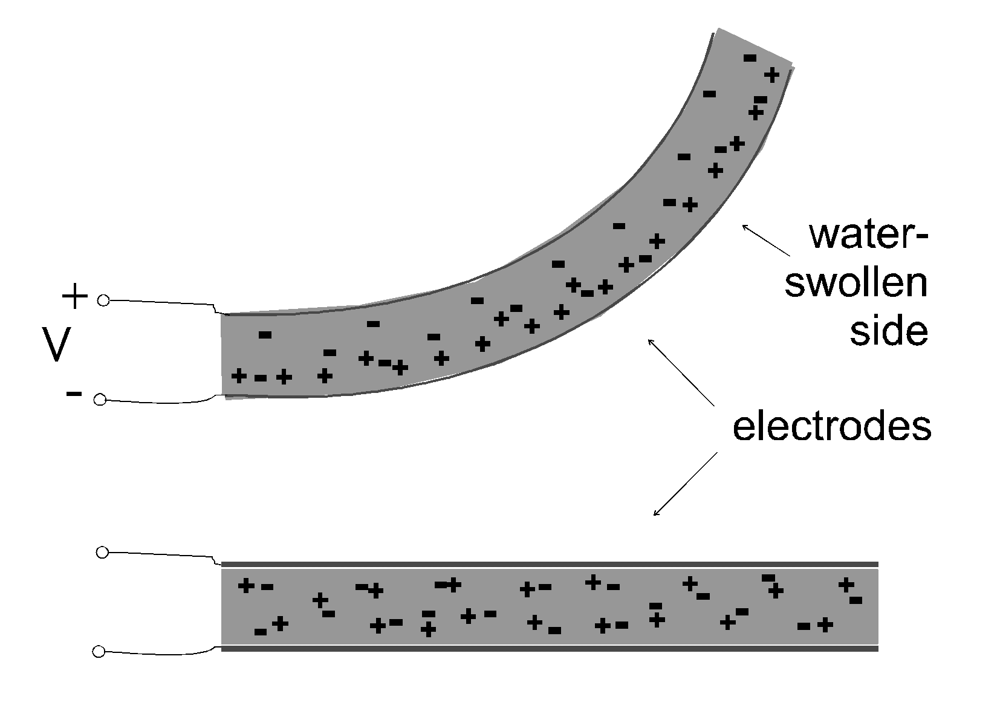 +
V
-
water-
swollen
side
electrodes